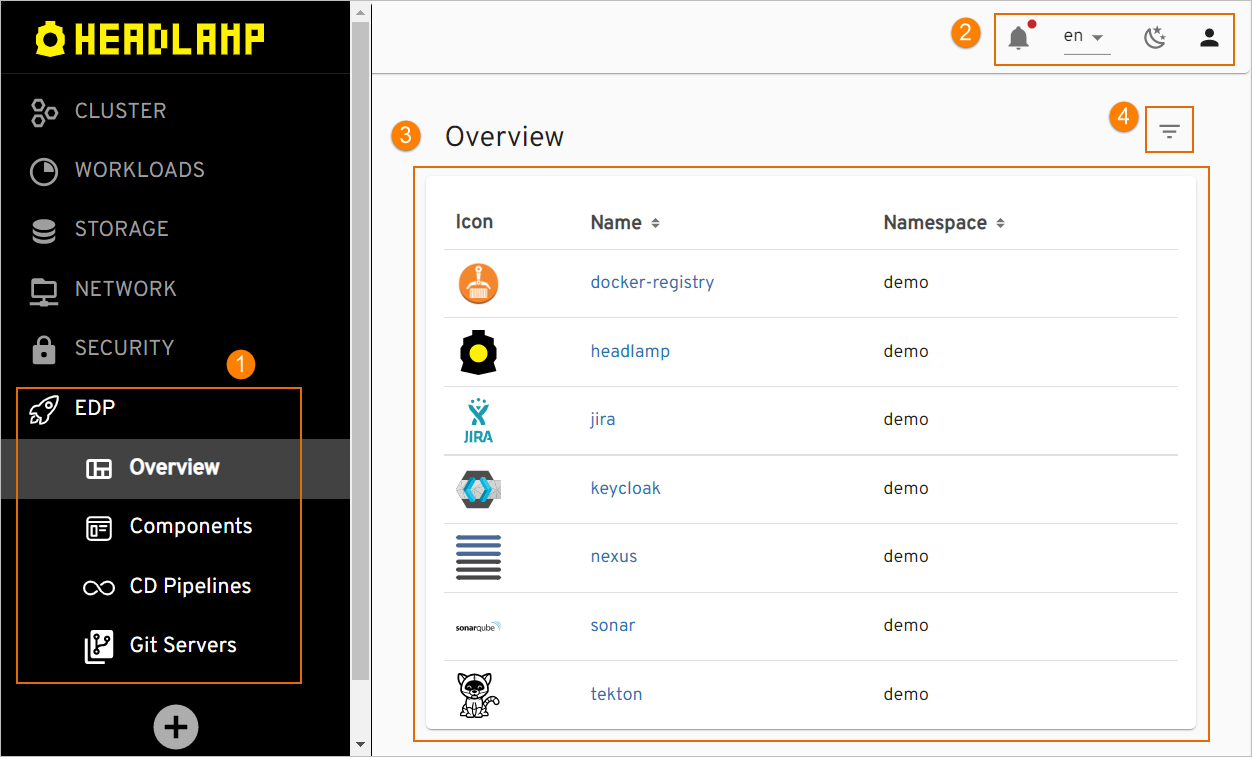 HEADLAMP
CLUSTER
WORKLOADS
STORAGE
NETWORK
SECURITY
1
EDP
Overview
Components
CD Pipelines
Git Servers
2
en
3
Overview
4
Icon Name Namespace
docker-registry demo
headlamp demo
JIRA jira demo
keycloak demo
nexus demo
sonarqube sonar demo
tekton demo